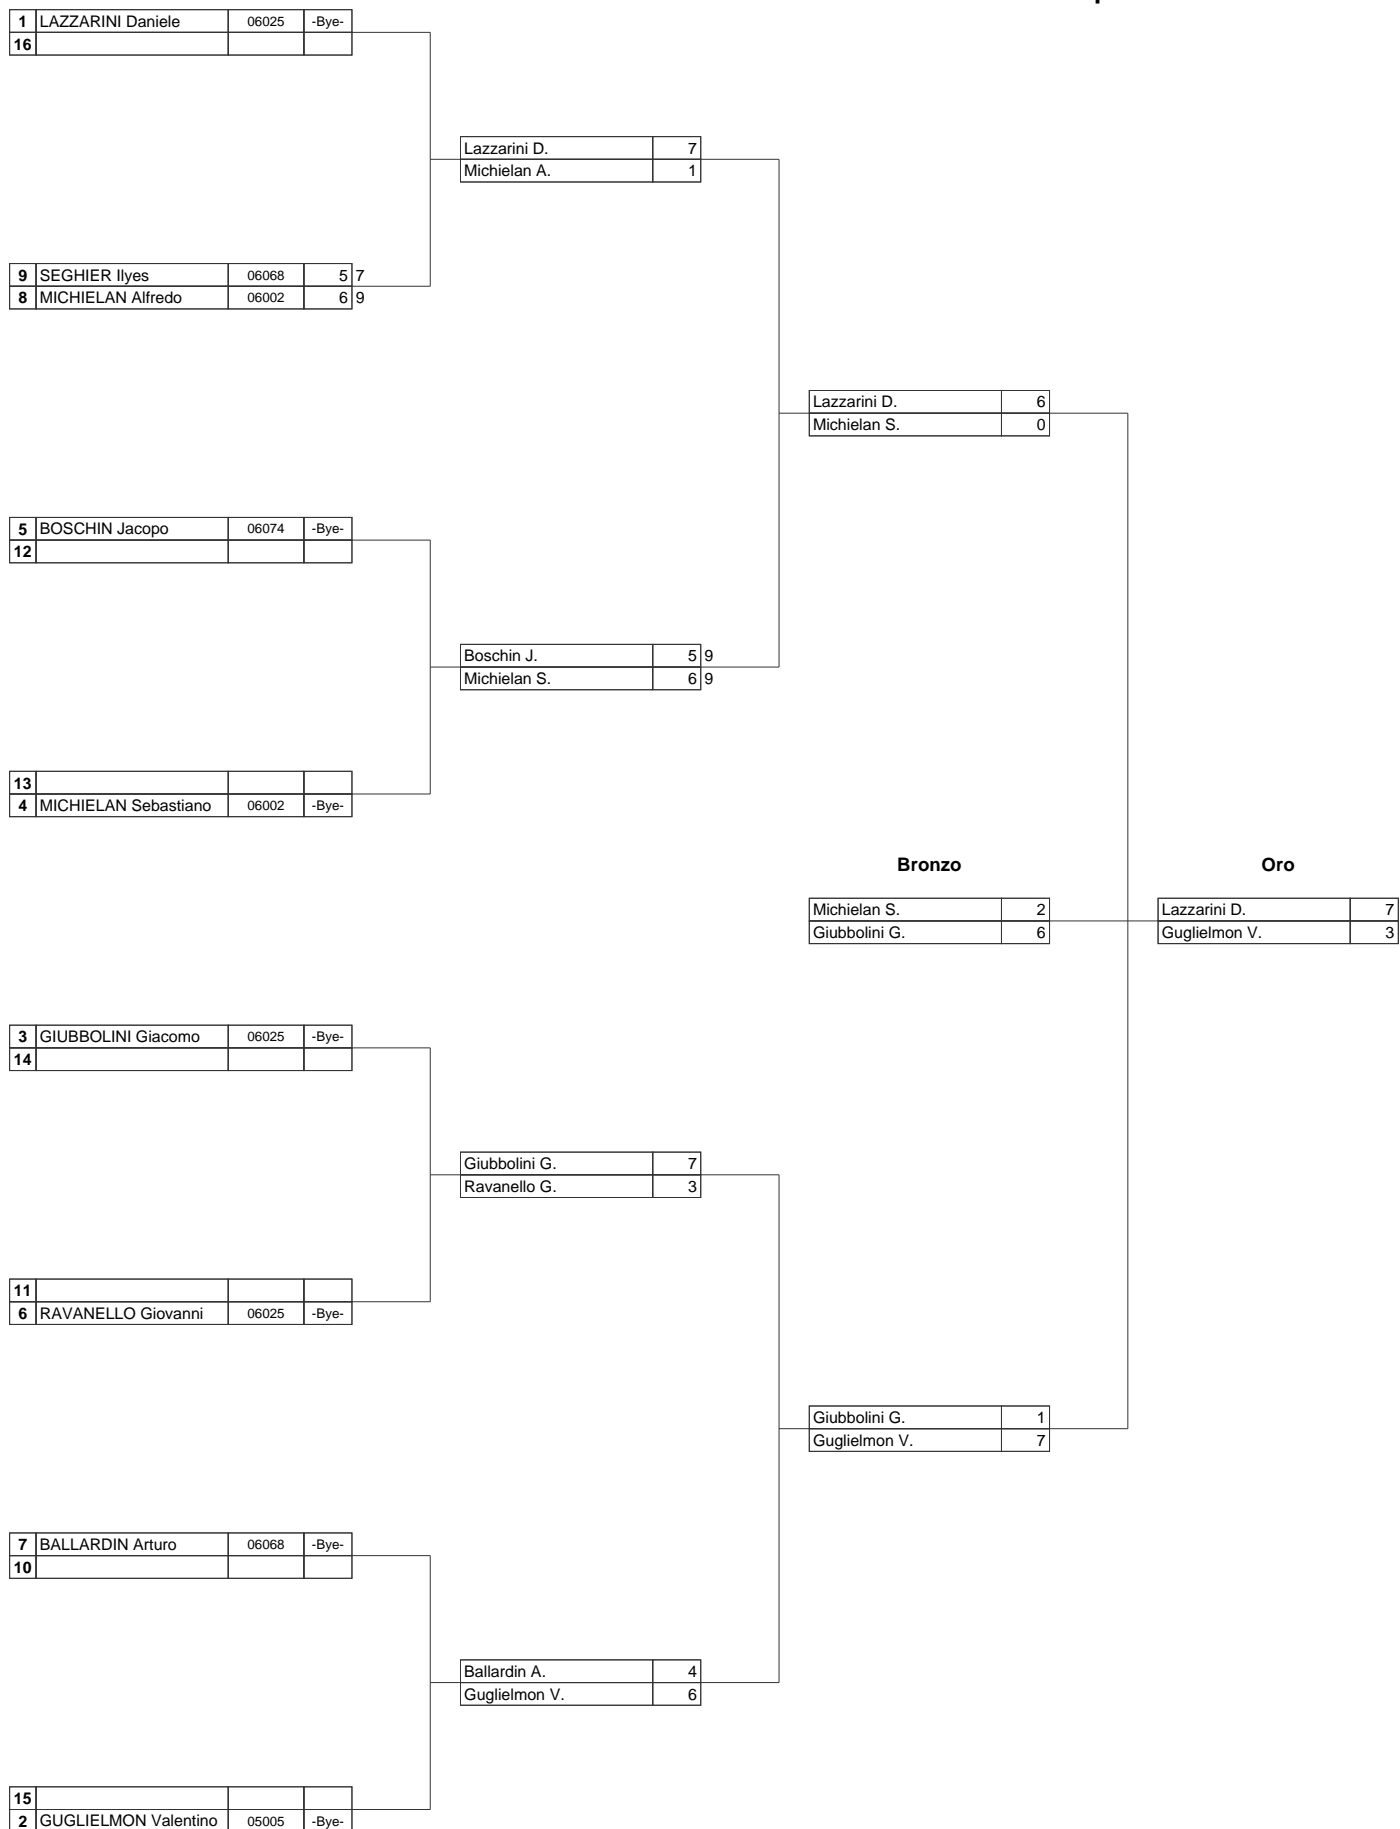 1 LAZZARINI Daniele 06025 -Bye-
16
Lazzarini D. 7
Michielan A. 1
9 SEGHIER Ilyes 06068 5 7
8 MICHIELAN Alfredo 06002 6 9
Lazzarini D. 6
Michielan S. 0
5 BOSCHIN Jacopo 06074 -Bye-
12
Boschin J. 5 9
Michielan S. 6 9
13
4 MICHIELAN Sebastiano 06002 -Bye-
Bronzo Oro
Michielan S. 2 Lazzarini D. 7
Giubbolini G. 6 Guglielmon V. 3
3 GIUBBOLINI Giacomo 06025 -Bye-
14
Giubbolini G. 7
Ravanello G. 3
11
6 RAVANELLO Giovanni 06025 -Bye-
Giubbolini G. 1
Guglielmon V. 7
7 BALLARDIN Arturo 06068 -Bye-
10
Ballardin A. 4
Guglielmon V. 6
15
2 GUGLIELMON Valentino 05005 -Bye-